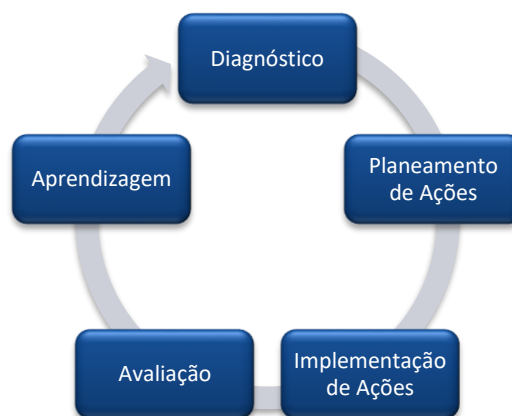 Diagnóstico
Planeamento
de Ações
Implementação
de Ações
Avaliação
Aprendizagem